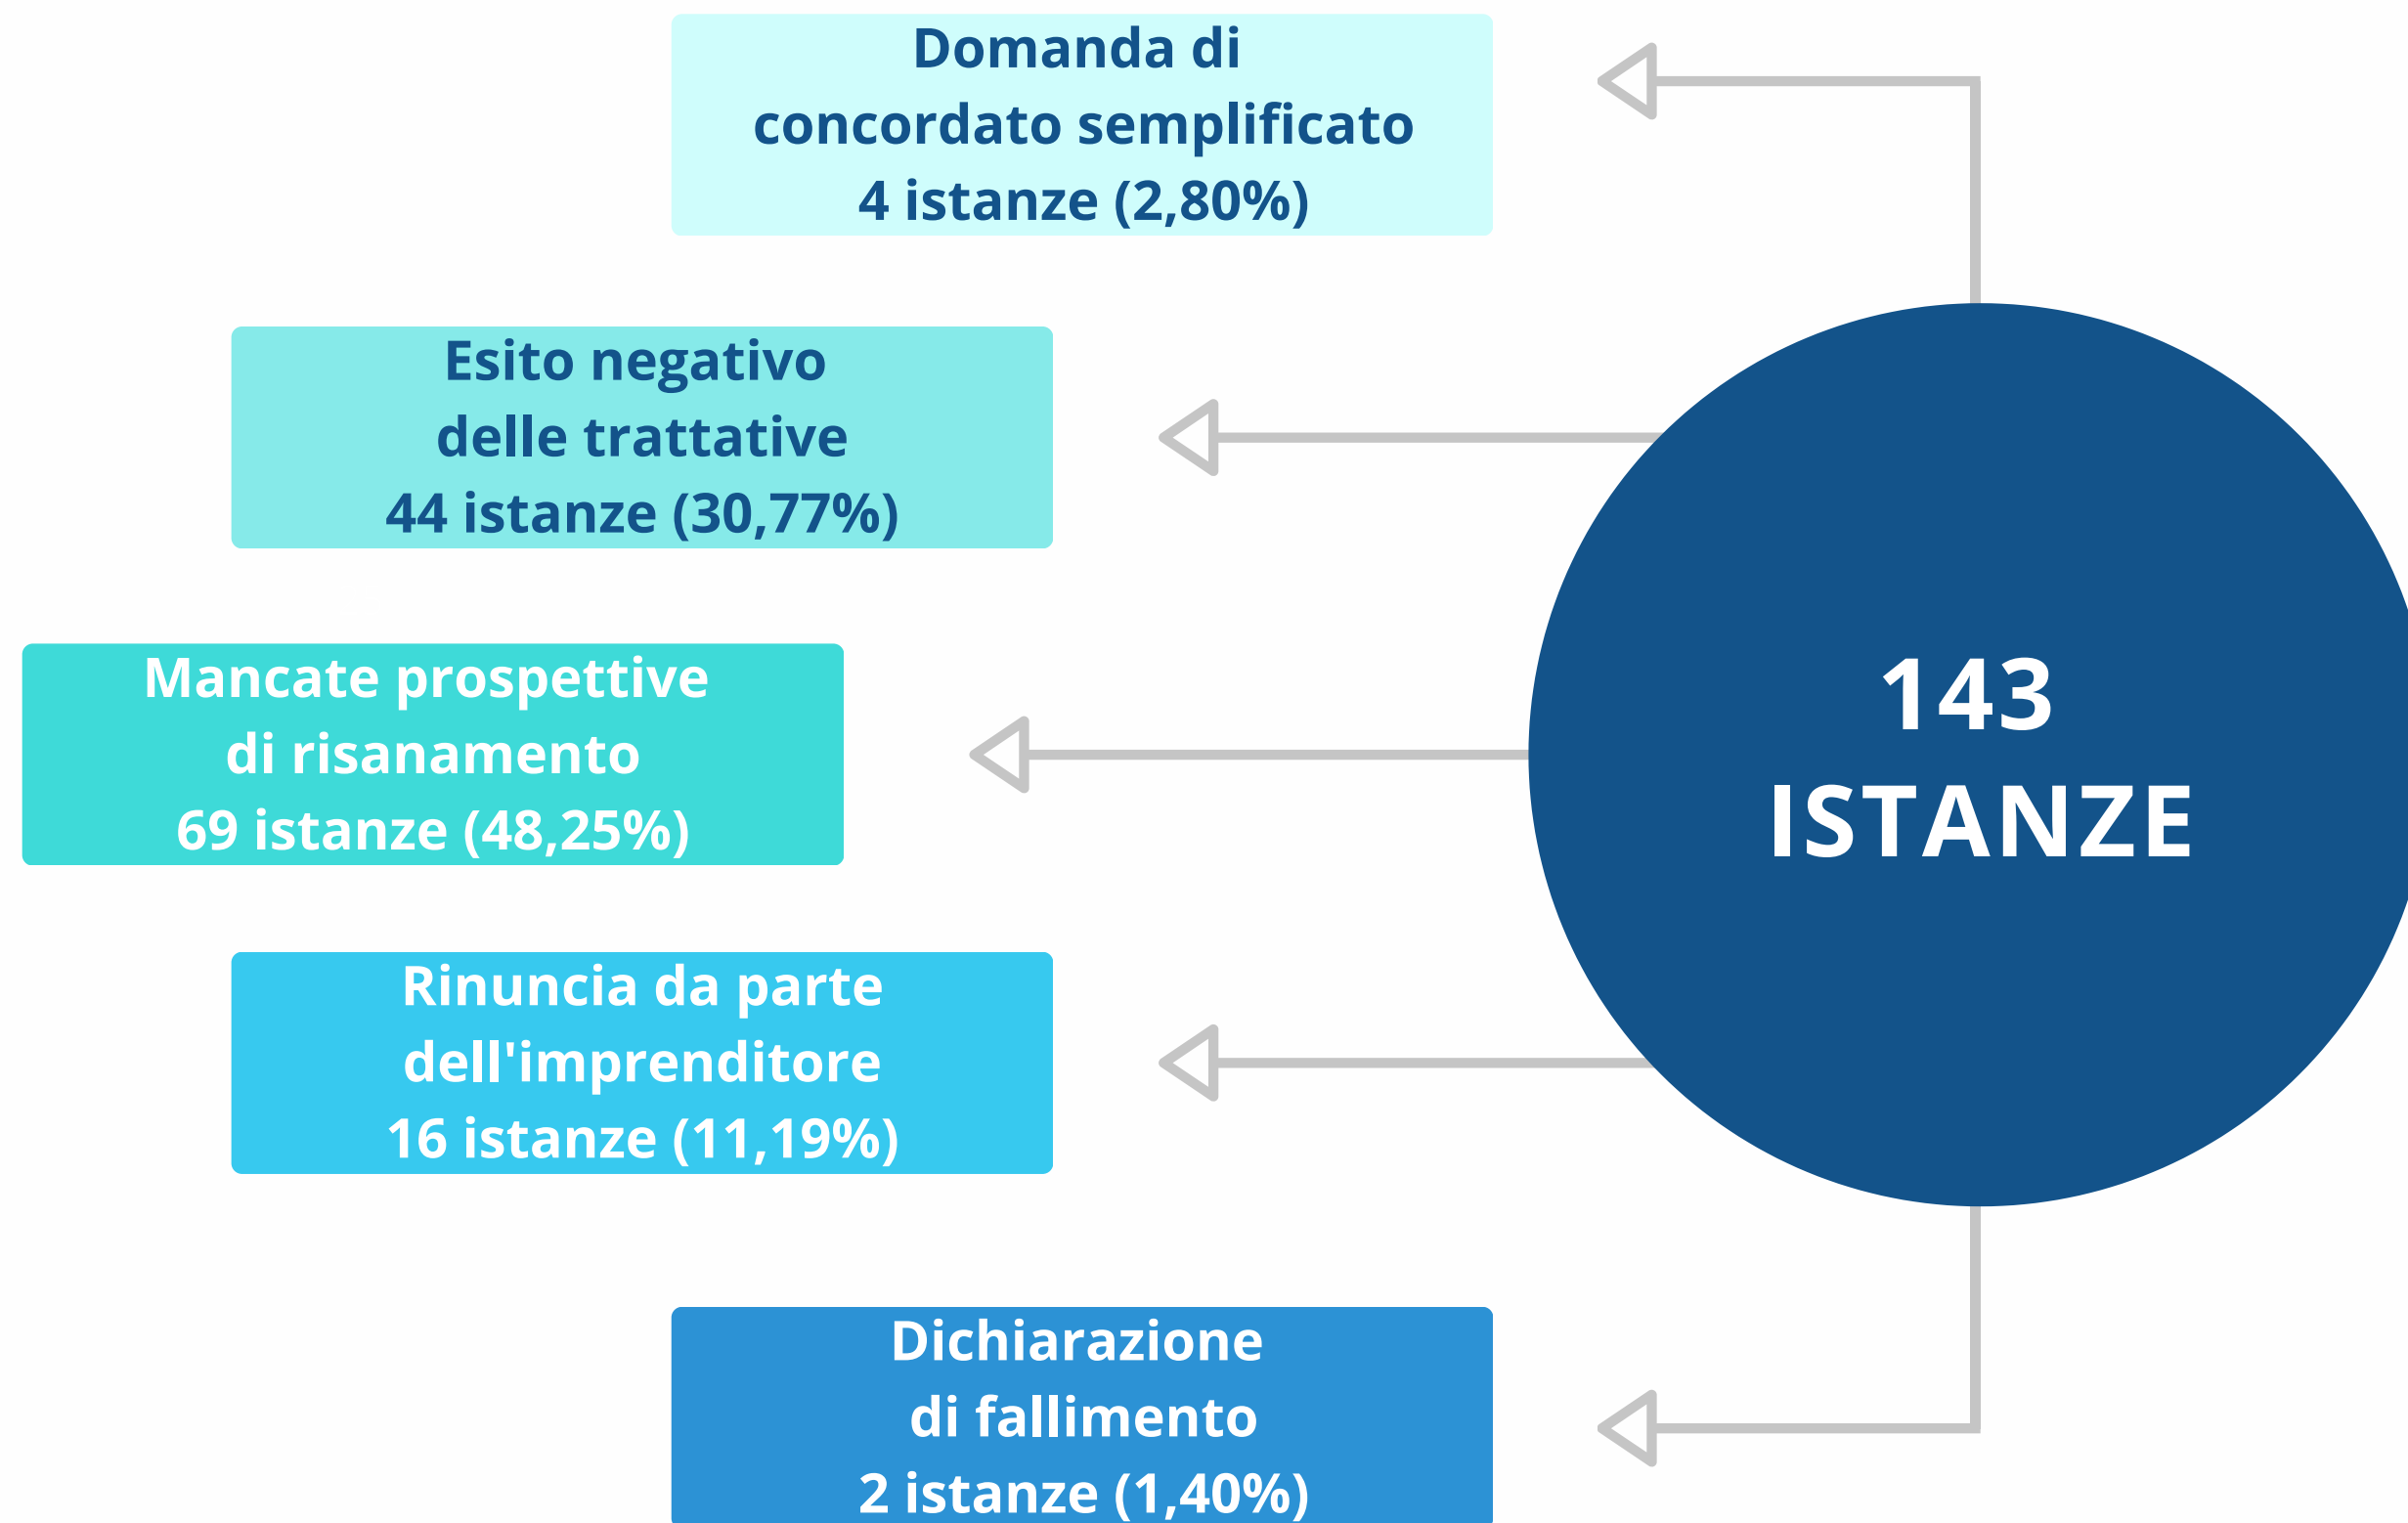 Domanda di
concordato semplificato
4 istanze (2,80%)
Esito negativo
delle trattative
44 istanze (30,77%)
Mancate prospettive
di risanamento
69 istanze (48,25%)
143
ISTANZE
Rinuncia da parte
dell'imprenditore
16 istanze (11,19%)
Dichiarazione
di fallimento
2 istanze (1,40%)